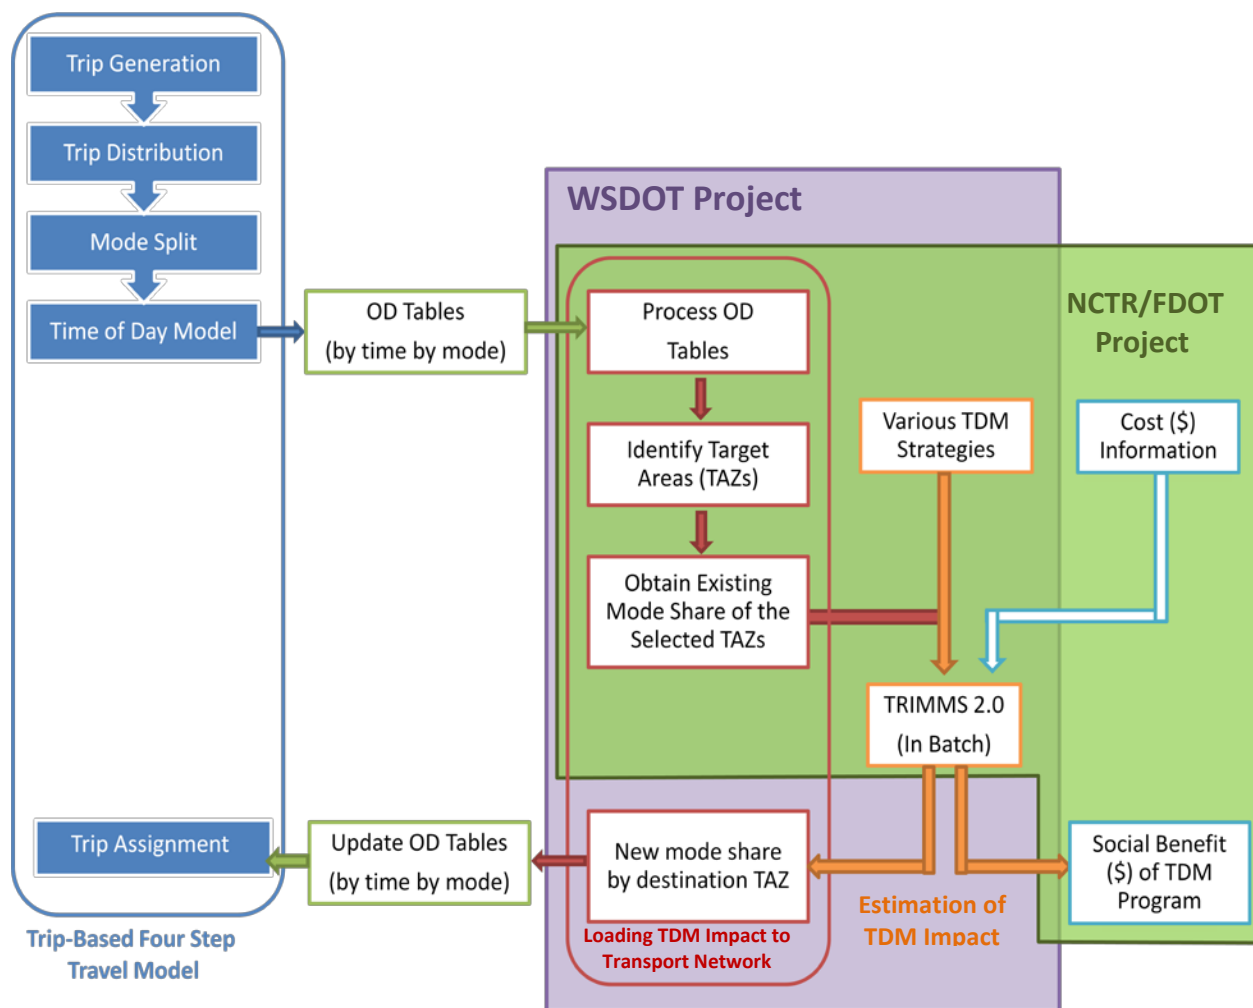 Trip Generation
Trip Distribution
Mode Split
Time of Day Model
OD Tables
(by time by mode)
WSDOT Project
NCTR/FDOT
Project
Process OD
Tables
Identify Target
Areas (TAZs)
Obtain Existing
Mode Share of the
Selected TAZs
Various TDM
Strategies
Cost ($)
Information
TRIMMS 2.0
(In Batch)
Trip Assignment
Update OD Tables
(by time by mode)
New mode share
by destination TAZ
Social Benefit
($) of TDM
Program
Estimation of
TDM Impact
Loading TDM Impact to
Transport Network
Trip-Based Four Step
Travel Model